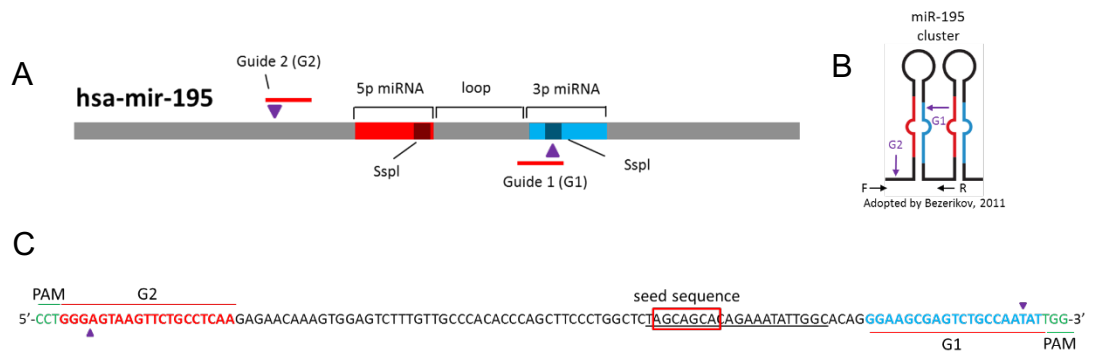 A
hsa-mir-195
Guide 2 (G2)
5p miRNA
loop
3p miRNA
SspI
SspI
Guide 1 (G1)
B
miR-195
cluster
G1
G2
F
R
Adopted by Bezerikov, 2011
C
PAM
G2
seed sequence
5'-CCTGGGAGTAAGTTCTGCCTCAAGAGAACAAAGTGGAGTCTTTGTTGCCCACACCCAGCTTCCCTGGCTCTAGCAGCACAGAAATATTGGCACAGGGAAGCGAGTCTGCCAATATTGG-3'
G1
PAM